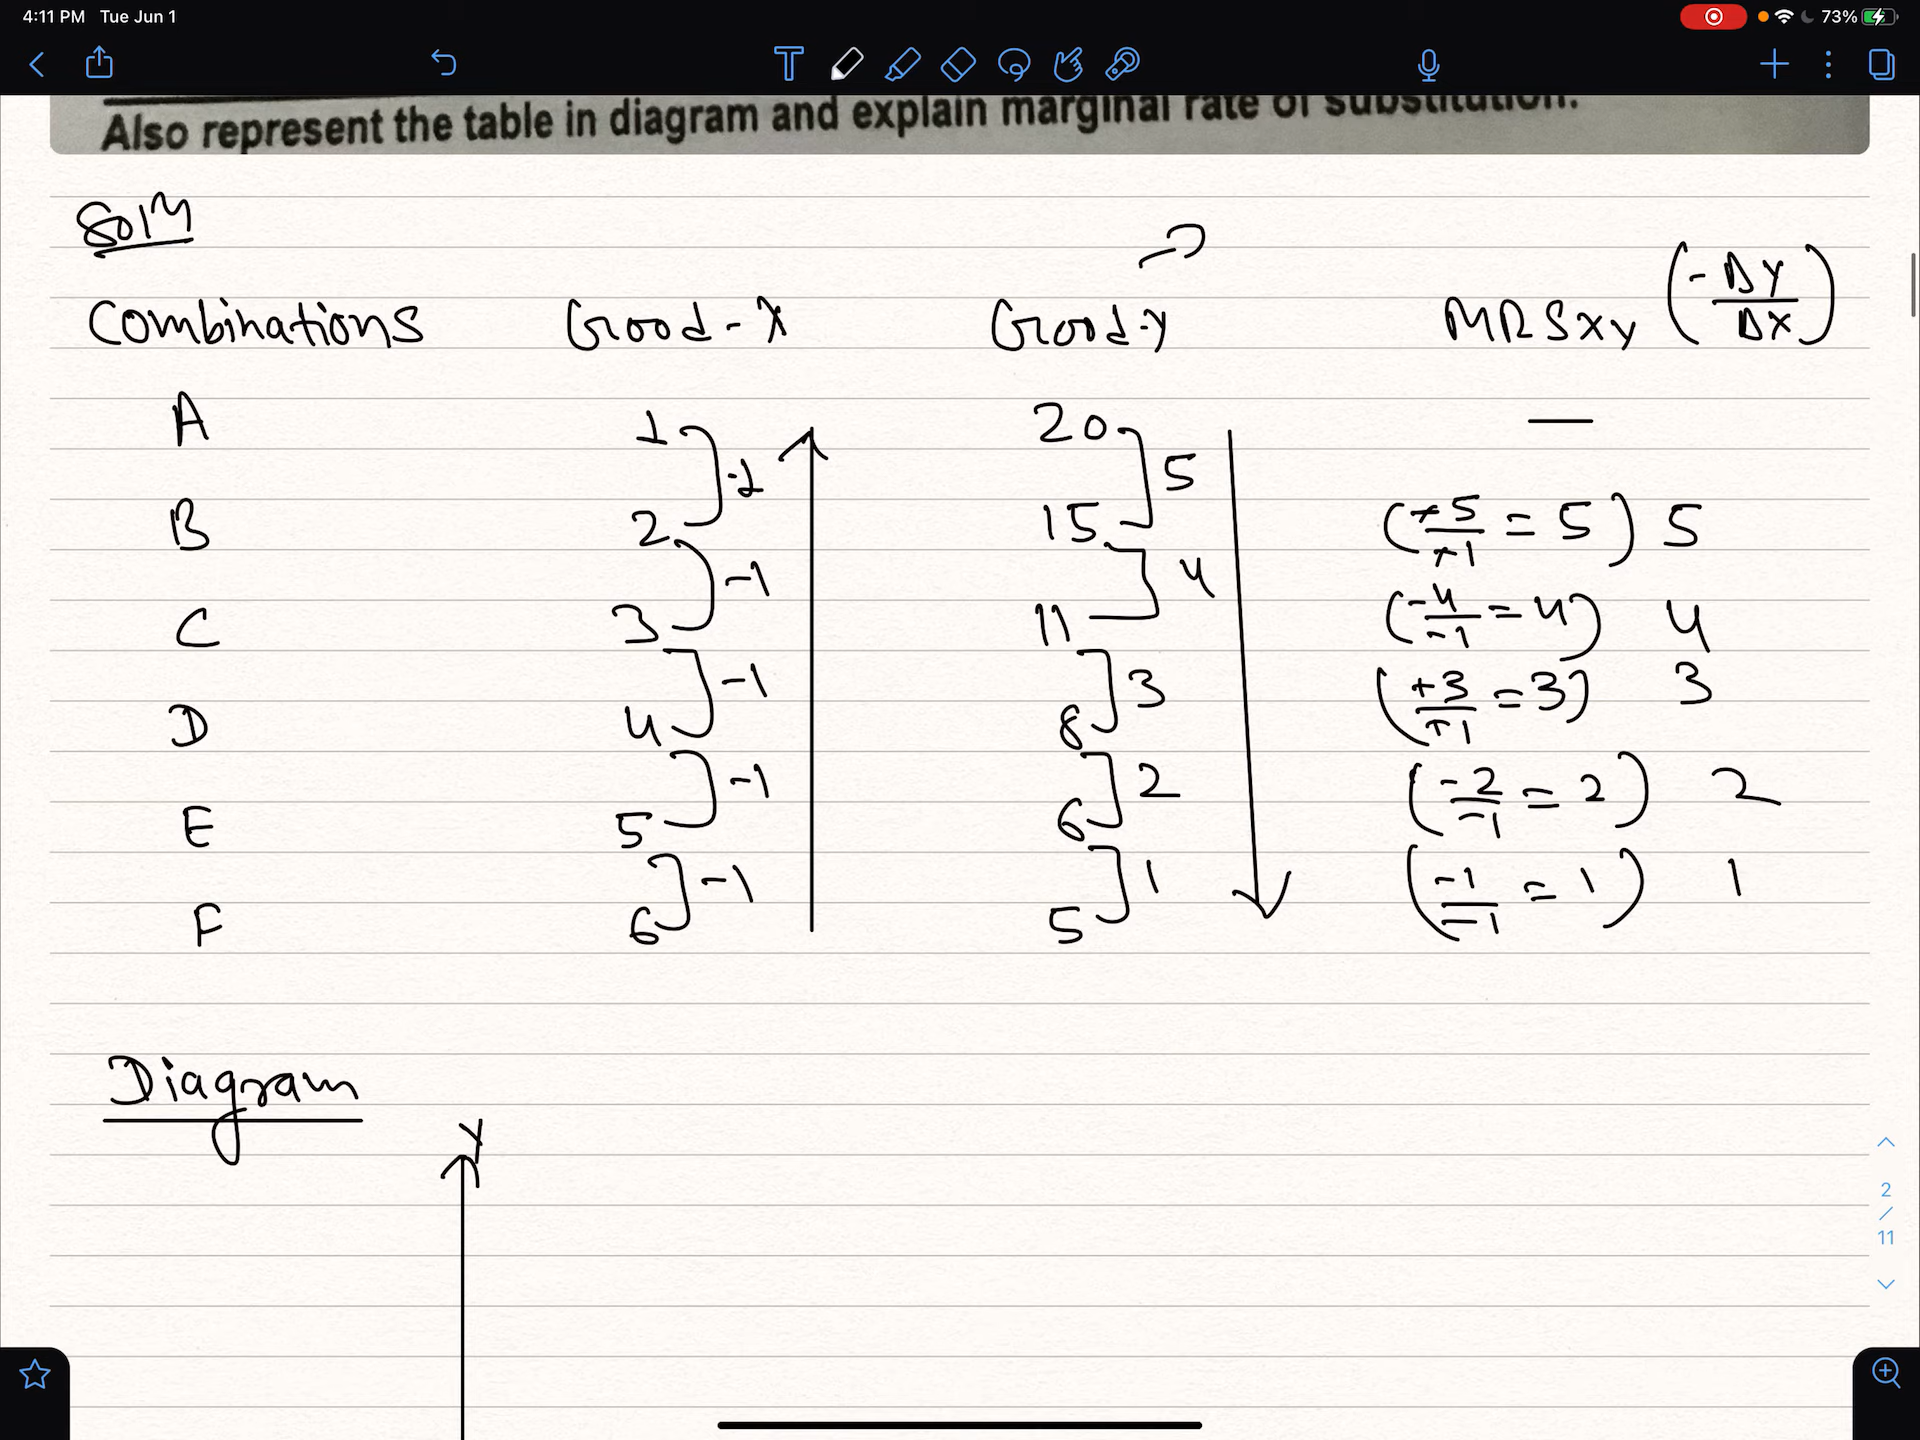 4:11 PM Tue Jun 1 73%
Also represent the table in diagram and explain marginal rate of substitution.
Soln
Combinations Good-X Good-Y MRSxy (-ΔY/ΔX)
A 1 20 —
-1 5
B 2 15 (+5/+1 = 5) 5
-1 4
C 3 11 (-4/-1 = 4) 4
-1 3
D 4 8 (+3/+1 = 3) 3
-1 2
E 5 6 (-2/-1 = 2) 2
-1 1
F 6 5 (-1/-1 = 1) 1
Diagram
Y
2
/
11